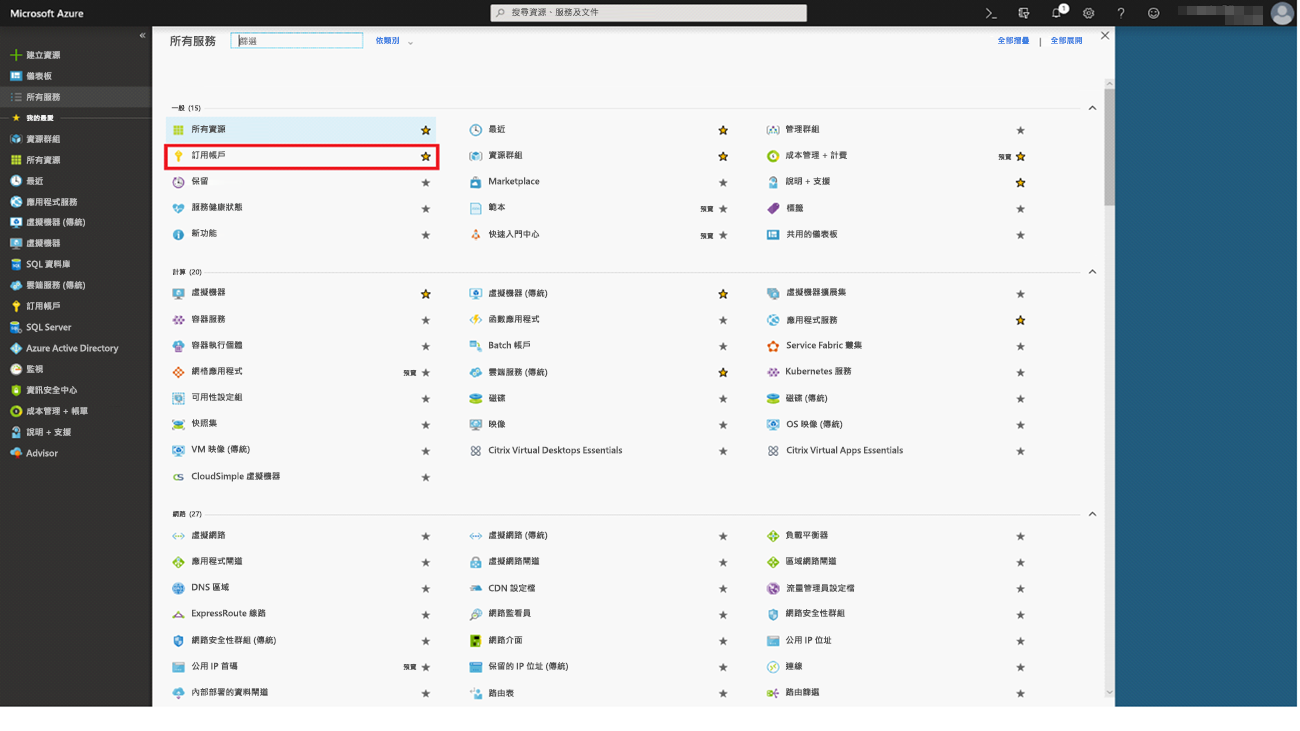 Microsoft Azure
搜尋資源、服務及文件
1
建立資源
儀表板
所有服務
我的最愛
資源群組
所有資源
最近
應用程式服務
虛擬機器 (傳統)
虛擬機器
SQL 資料庫
雲端服務 (傳統)
訂用帳戶
SQL Server
Azure Active Directory
監視
資訊安全中心
成本管理 + 帳單
說明 + 支援
Advisor
所有服務
篩選
依類別
全部摺疊 | 全部展開
一般 (15)
所有資源
最近
管理群組
訂用帳戶
資源群組
成本管理 + 計費 預覽
保留
Marketplace
說明 + 支援
服務健康狀態
範本 預覽
標籤
新功能
快速入門中心 預覽
共用的儀表板
計算 (20)
虛擬機器
虛擬機器 (傳統)
虛擬機器擴展集
容器服務
函數應用程式
應用程式服務
容器執行個體
Batch 帳戶
Service Fabric 叢集
網格應用程式 預覽
雲端服務 (傳統)
Kubernetes 服務
可用性設定組
磁碟
磁碟 (傳統)
快照集
映像
OS 映像 (傳統)
VM 映像 (傳統)
Citrix Virtual Desktops Essentials
Citrix Virtual Apps Essentials
CloudSimple 虛擬機器
網路 (27)
虛擬網路
虛擬網路 (傳統)
負載平衡器
應用程式閘道
虛擬網路閘道
區域網路閘道
DNS 區域
CDN 設定檔
流量管理員設定檔
ExpressRoute 線路
網路監看員
網路安全性群組
網路安全性群組 (傳統)
網路介面
公用 IP 位址
公用 IP 首碼 預覽
保留的 IP 位址 (傳統)
連線
內部部署的資料閘道
路由表
路由篩選